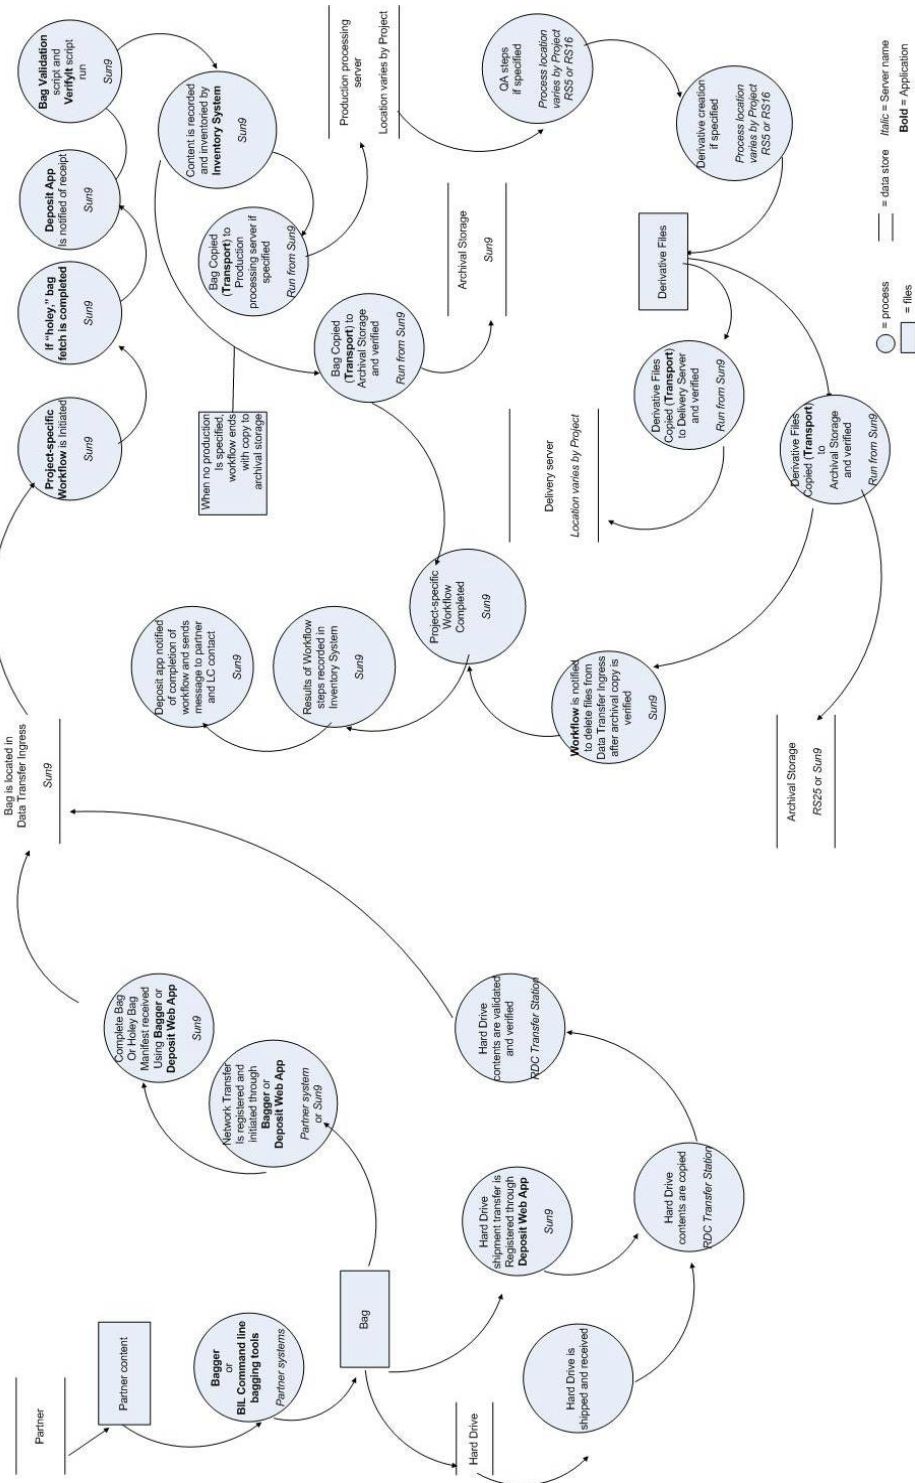 Partner
Partner content
Bagger
or
BIL Command line
bagging tools
Partner systems
Bag
Hard Drive
Hard Drive is
shipped and received
Hard Drive
shipment transfer is
Registered through
Deposit Web App
Sun9
Hard Drive
contents are copied
RDC Transfer Station
Hard Drive
contents are validated
and verified
RDC Transfer Station
Network Transfer
Is registered and
initiated through
Bagger or
Deposit Web App
Partner system
or Sun9
Complete Bag
Or Holey Bag
Manifest received
Using Bagger or
Deposit Web App
Sun9
Bag is located in
Data Transfer Ingress
Sun9
Project-specific
Workflow is Initiated
Sun9
If “holey,” bag
fetch is completed
Sun9
Deposit App
Is notified of receipt
Sun9
Bag Validation
script and
VerifyIt script
run
Sun9
Content is recorded
and inventoried by
Inventory System
Sun9
Bag Copied
(Transport) to
Production
processing server if
specified
Run from Sun9
Production processing
server
Location varies by Project
When no production
Is specified,
workflow ends
with copy to
archival storage
Bag Copied
(Transport) to
Archival Storage
and verified
Run from Sun9
Archival Storage
Sun9
QA steps
if specified
Process location
varies by Project
RS5 or RS16
Derivative creation
if specified
Process location
varies by Project
RS5 or RS16
Derivative Files
Derivative Files
Copied (Transport)
to Delivery Server
and verified
Run from Sun9
Delivery server
Location varies by Project
Derivative Files
Copied (Transport)
to
Archival Storage
and verified
Run from Sun9
Archival Storage
RS25 or Sun9
Workflow is notified
to delete files from
Data Transfer Ingress
after archival copy is
verified
Sun9
Project-specific
Workflow
Completed
Sun9
Results of Workflow
steps recorded in
Inventory System
Sun9
Deposit app notified
of completion of
workflow and sends
message to partner
and LC contact
Sun9
= process
= files
= data store
Italic = Server name
Bold = Application